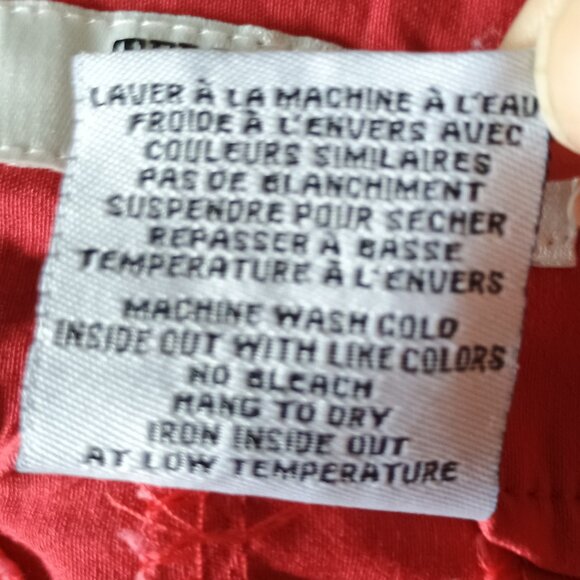 LAVER À LA MACHINE À L'EAU
FROIDE À L'ENVERS AVEC
COULEURS SIMILAIRES
PAS DE BLANCHIMENT
SUSPENDRE POUR SECHER
REPASSER À BASSE
TEMPERATURE À L'ENVERS
MACHINE WASH COLD
INSIDE OUT WITH LIKE COLORS
NO BLEACH
HANG TO DRY
IRON INSIDE OUT
AT LOW TEMPERATURE